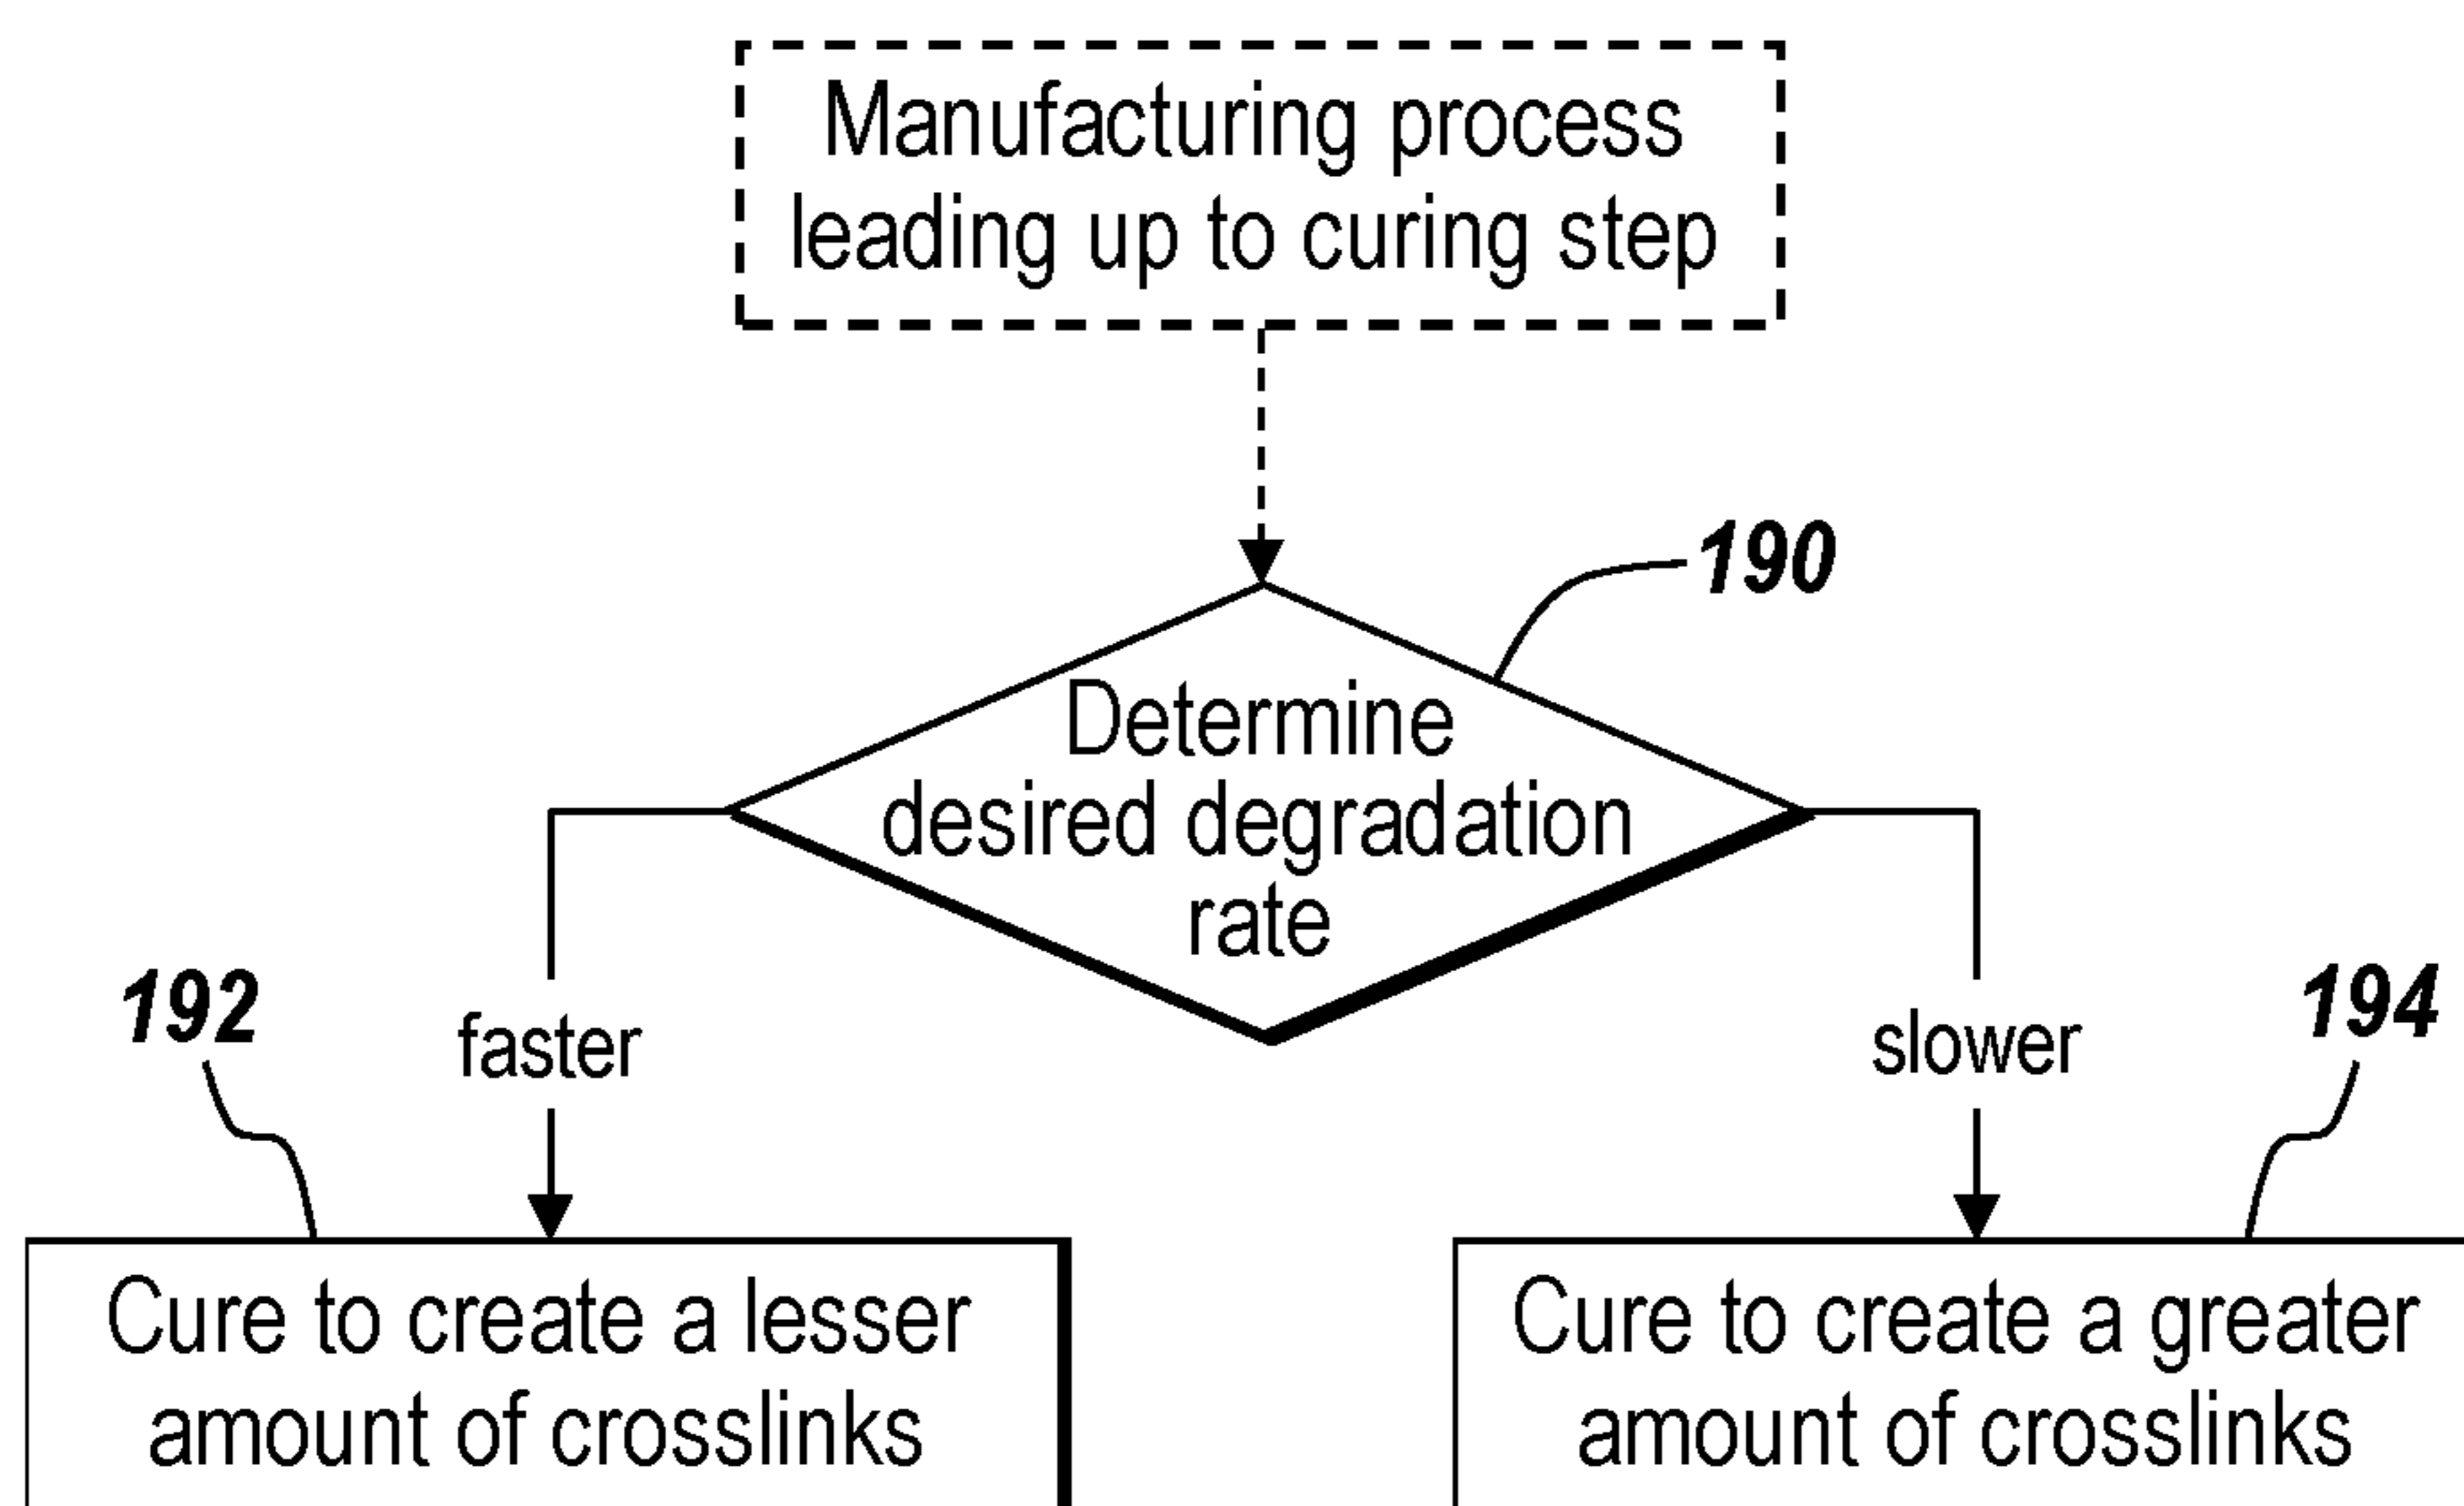 Manufacturing process
leading up to curing step
190
Determine
desired degradation
rate
192
faster
slower
194
Cure to create a lesser
amount of crosslinks
Cure to create a greater
amount of crosslinks